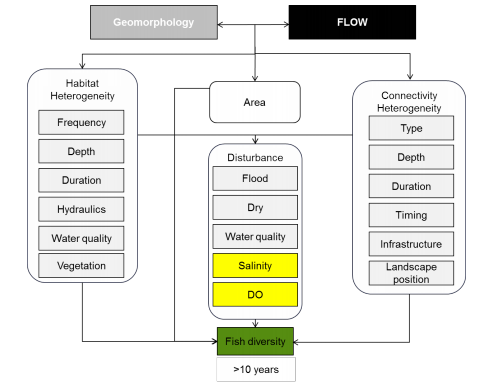 Geomorphology
FLOW
Habitat
Heterogeneity
Frequency
Depth
Duration
Hydraulics
Water quality
Vegetation
Area
Disturbance
Flood
Dry
Water quality
Salinity
DO
Connectivity
Heterogeneity
Type
Depth
Duration
Timing
Infrastructure
Landscape
position
Fish diversity
>10 years